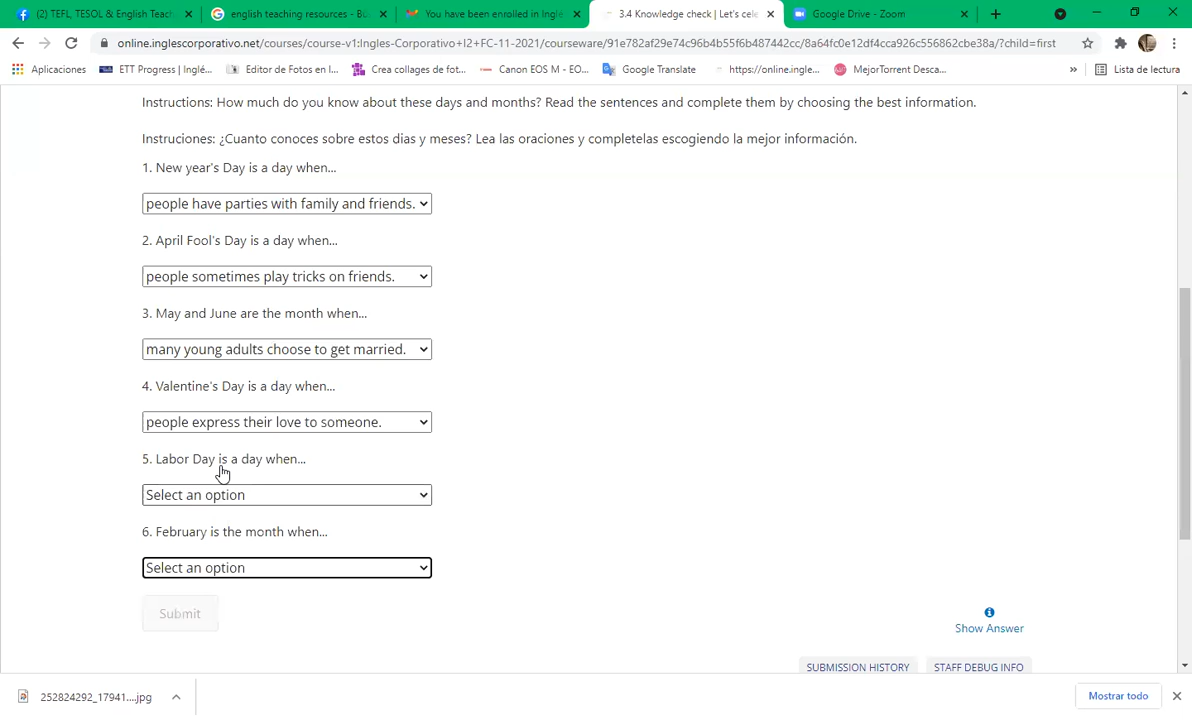 (2) TEFL, TESOL & English Teach
english teaching resources - Bu
You have been enrolled in Inglé
3.4 Knowledge check | Let's cele
Google Drive - Zoom
online.inglescorporativo.net/courses/course-v1:Ingles-Corporativo+I2+FC-11-2021/courseware/91e782af29e74c96b4b55f6b487442cc/8a64fc0e12df4cca926c556862cbe38a/?child=first
Aplicaciones
ETT Progress | Inglé...
Editor de Fotos en l...
Crea collages de fot...
Canon EOS M - EO...
Google Translate
https://online.ingle...
MejorTorrent Desca...
»
Lista de lectura
Instructions: How much do you know about these days and months? Read the sentences and complete them by choosing the best information.
Instruciones: ¿Cuanto conoces sobre estos dias y meses? Lea las oraciones y completelas escogiendo la mejor información.
1. New year's Day is a day when...
people have parties with family and friends.
2. April Fool's Day is a day when...
people sometimes play tricks on friends.
3. May and June are the month when...
many young adults choose to get married.
4. Valentine's Day is a day when...
people express their love to someone.
5. Labor Day is a day when...
Select an option
6. February is the month when...
Select an option
Submit
Show Answer
SUBMISSION HISTORY
STAFF DEBUG INFO
252824292_17941....jpg
Mostrar todo